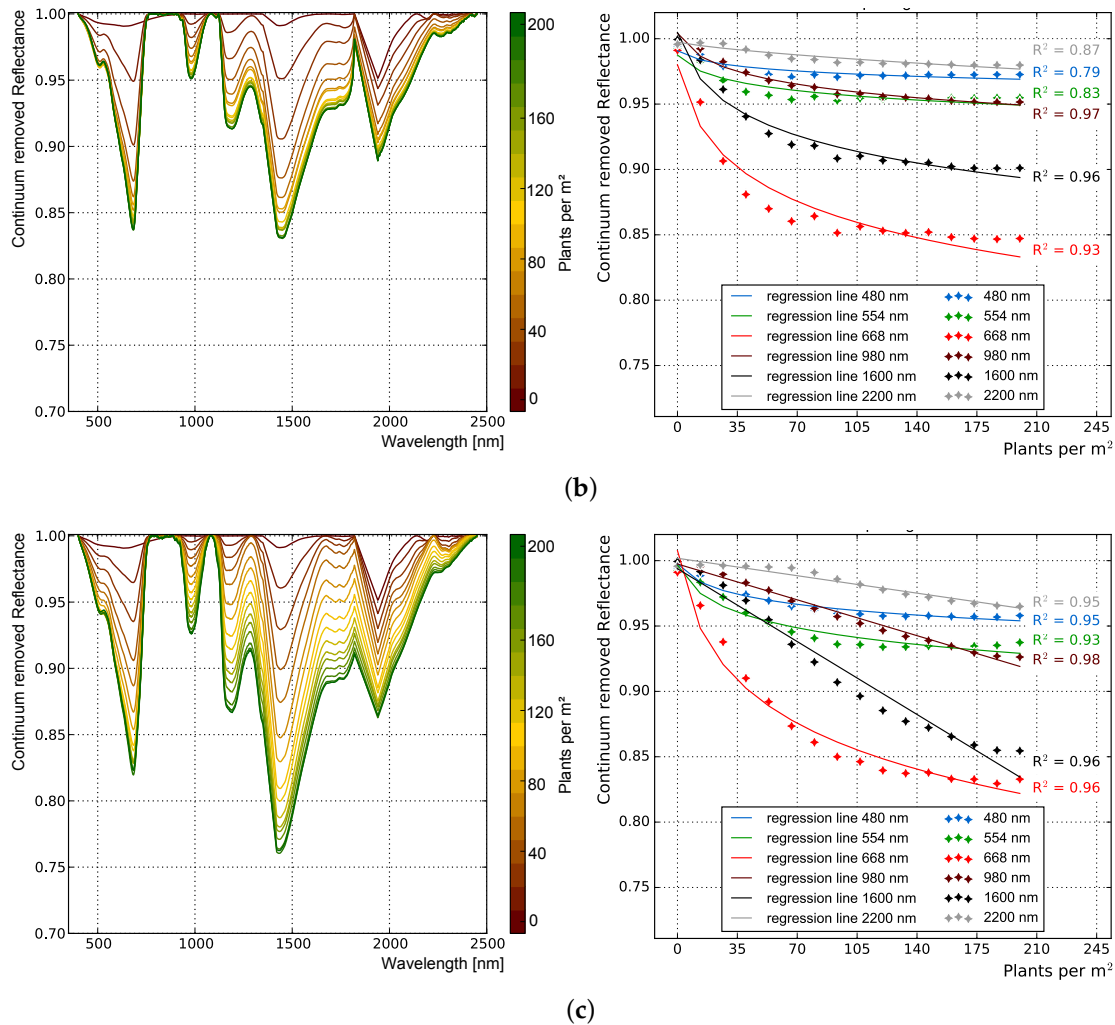 Continuum removed Reflectance
1.00
0.95
0.90
0.85
0.80
0.75
0.70
500
1000
1500
2000
2500
Wavelength [nm]
200
160
120
80
40
0
Plants per m²
Continuum removed Reflectance
1.00
0.95
0.90
0.85
0.80
0.75
R² = 0.87
R² = 0.79
R² = 0.83
R² = 0.97
R² = 0.96
R² = 0.93
regression line 480 nm 480 nm
regression line 554 nm 554 nm
regression line 668 nm 668 nm
regression line 980 nm 980 nm
regression line 1600 nm 1600 nm
regression line 2200 nm 2200 nm
0
35
70
105
140
175
210
245
Plants per m²
(b)
Continuum removed Reflectance
1.00
0.95
0.90
0.85
0.80
0.75
0.70
500
1000
1500
2000
2500
Wavelength [nm]
200
160
120
80
40
0
Plants per m²
Continuum removed Reflectance
1.00
0.95
0.90
0.85
0.80
0.75
R² = 0.95
R² = 0.95
R² = 0.93
R² = 0.98
R² = 0.96
R² = 0.96
regression line 480 nm 480 nm
regression line 554 nm 554 nm
regression line 668 nm 668 nm
regression line 980 nm 980 nm
regression line 1600 nm 1600 nm
regression line 2200 nm 2200 nm
0
35
70
105
140
175
210
245
Plants per m²
(c)